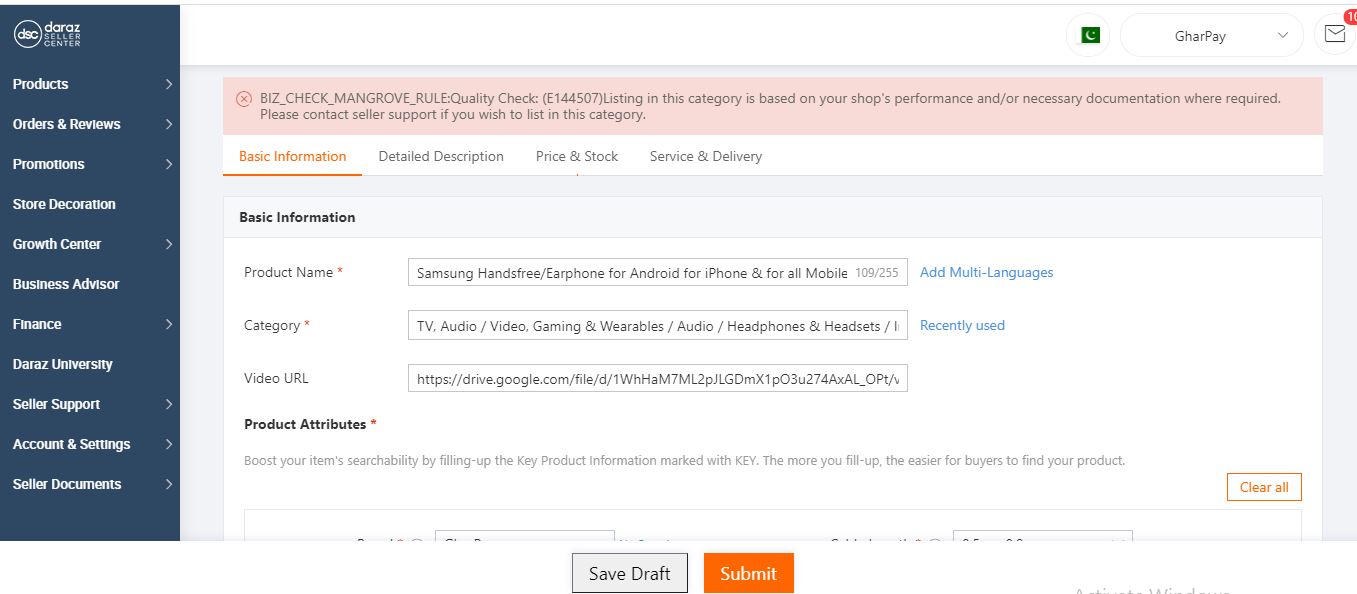 dsc daraz
SELLER
CENTER
GharPay
10
Products
Orders & Reviews
Promotions
Store Decoration
Growth Center
Business Advisor
Finance
Daraz University
Seller Support
Account & Settings
Seller Documents
BIZ_CHECK_MANGROVE_RULE:Quality Check: (E144507)Listing in this category is based on your shop's performance and/or necessary documentation where required.
Please contact seller support if you wish to list in this category.
Basic Information Detailed Description Price & Stock Service & Delivery
Basic Information
Product Name * Samsung Handsfree/Earphone for Android for iPhone & for all Mobile 109/255 Add Multi-Languages
Category * TV, Audio / Video, Gaming & Wearables / Audio / Headphones & Headsets / Recently used
Video URL https://drive.google.com/file/d/1WhHaM7ML2pJLGDmX1pO3u274AxAL_OPt/v
Product Attributes *
Boost your item's searchability by filling-up the Key Product Information marked with KEY. The more you fill-up, the easier for buyers to find your product.
Clear all
Save Draft Submit
Activate Windows